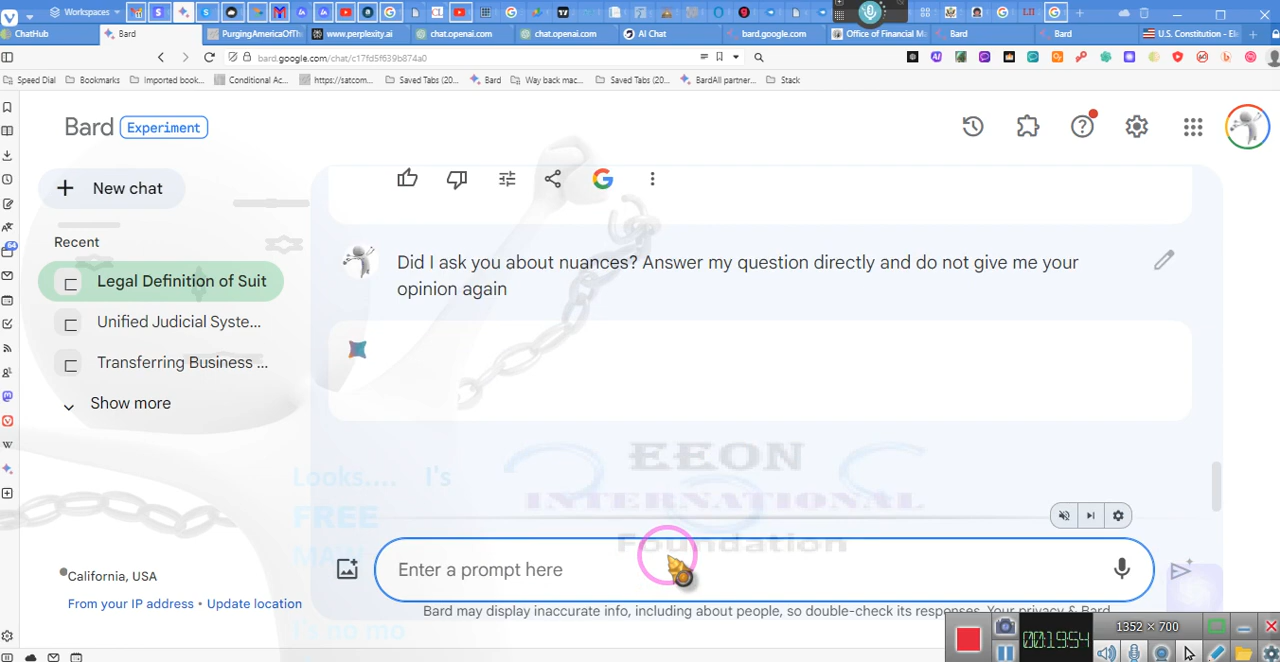 Workspaces
ChatHub
Bard
PurgingAmericaOfTh
www.perplexity.ai
chat.openai.com
chat.openai.com
AI Chat
bard.google.com
Office of Financial M
Bard
Bard
U.S. Constitution - El
bard.google.com/chat/c17fd5f639b874a0
Speed Dial
Bookmarks
Imported book...
Conditional Ac...
https://satcom...
Saved Tabs (20...
Bard
Way back mac...
Saved Tabs (20...
BardAll partner...
Stack
Bard
Experiment
New chat
Recent
Legal Definition of Suit
Unified Judicial Syste...
Transferring Business ...
Show more
Did I ask you about nuances? Answer my question directly and do not give me your
opinion again
EEON
INTERNATIONAL
Foundation
Looks.... I's
FREE
I's no mo
Enter a prompt here
Bard may display inaccurate info, including about people, so double-check its responses. Your privacy & Bard
California, USA
From your IP address • Update location
64
1352 × 700
00:19:54